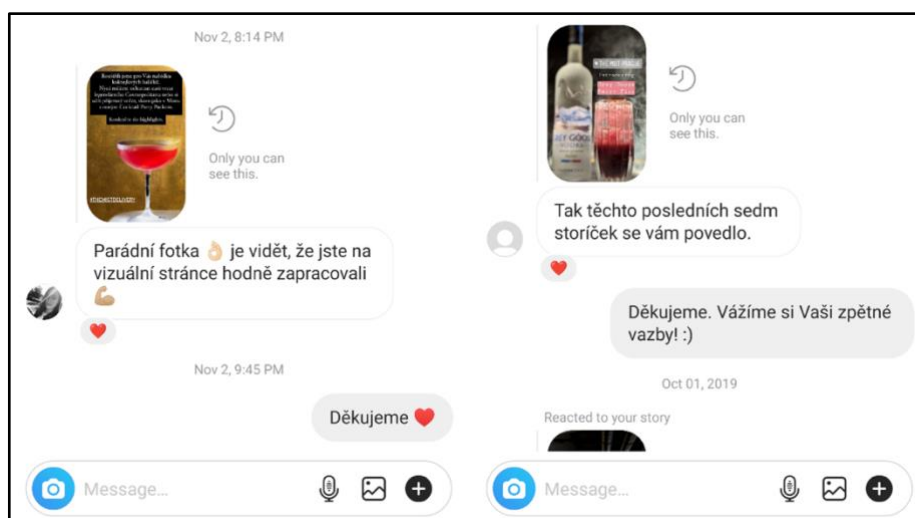 Nov 2, 8:14 PM
#THEMISTDELIVERY
Only you can
see this.
Parádní fotka 👌🏼 je vidět, že jste na
vizuální stránce hodně zapracovali
💪🏼
❤️
Nov 2, 9:45 PM
Děkujeme ❤️
Message...
Only you can
see this.
Tak těchto posledních sedm
storíček se vám povedlo.
❤️
Děkujeme. Vážíme si Vaši zpětné
vazby! :)
Oct 01, 2019
Reacted to your story
Message...